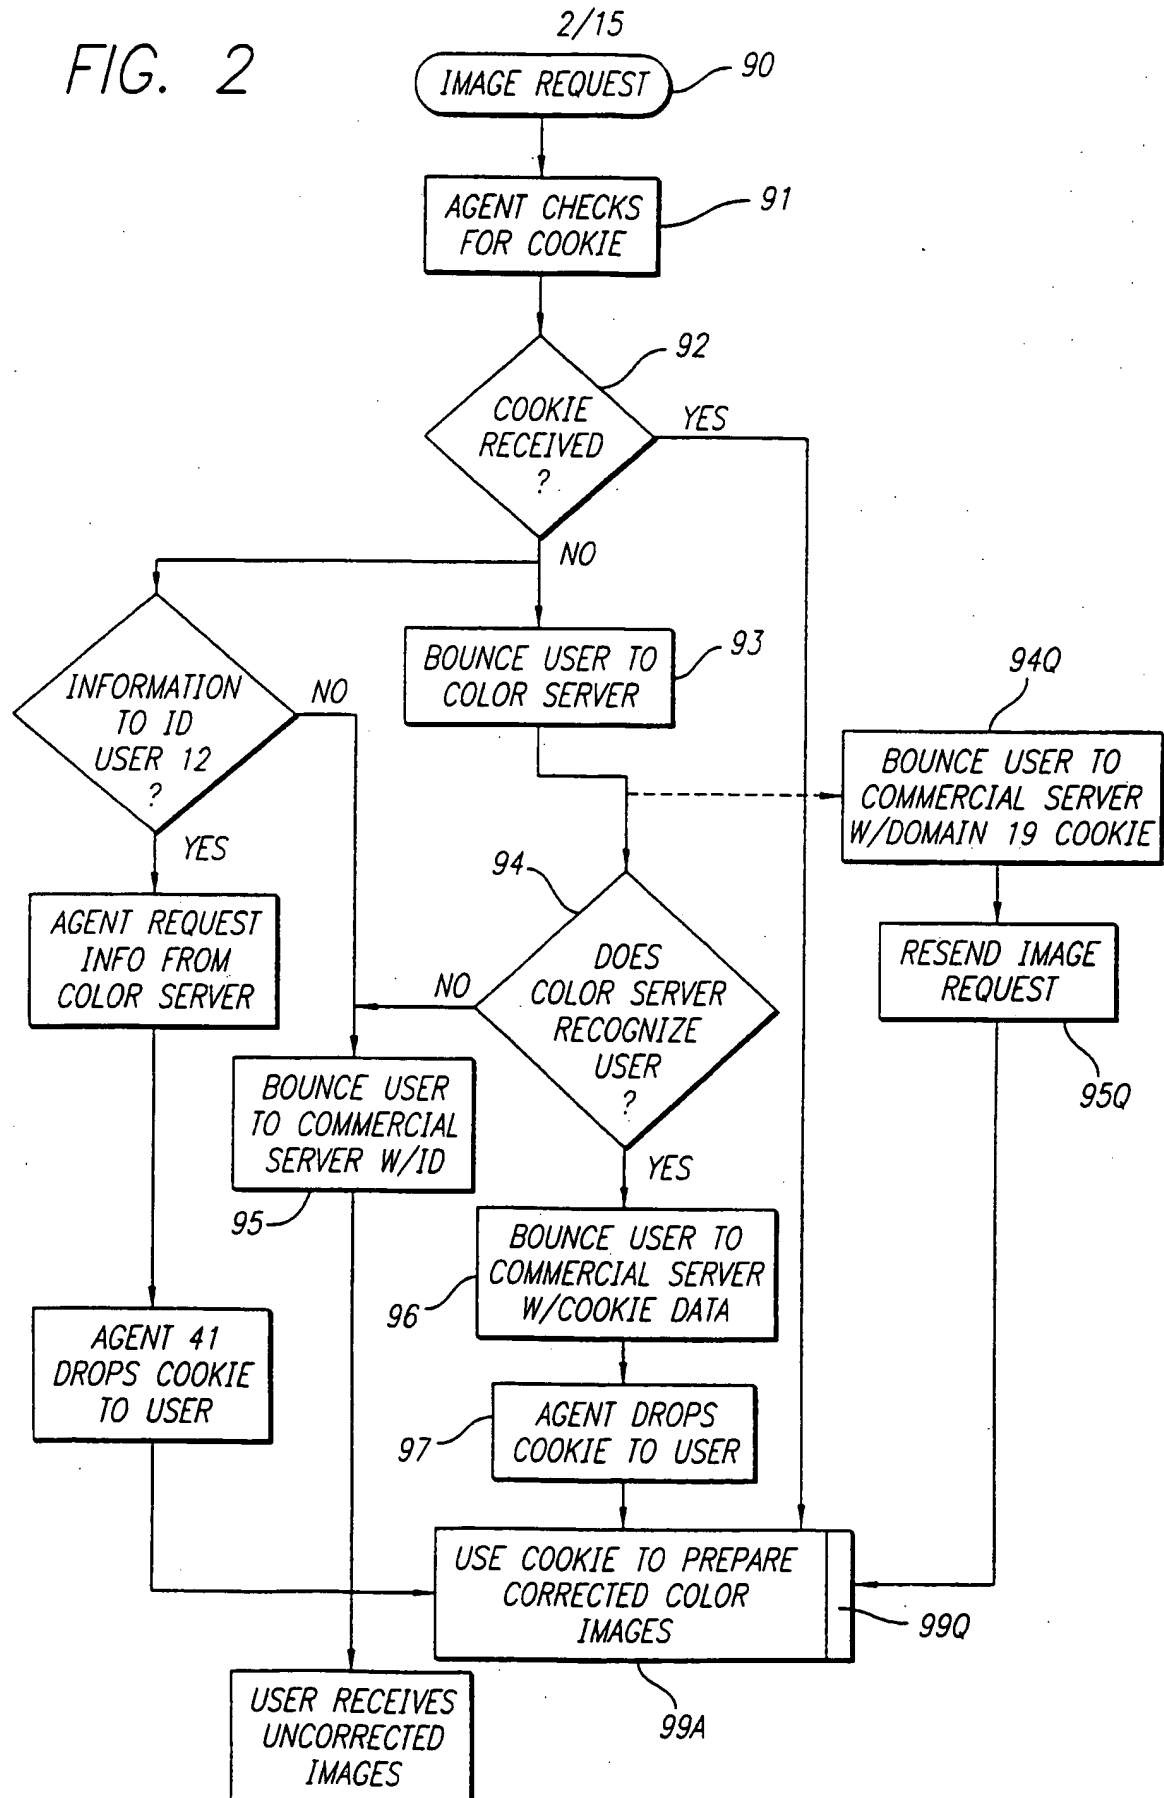 2/15
FIG. 2
IMAGE REQUEST
90
AGENT CHECKS
FOR COOKIE
91
92
COOKIE
RECEIVED
?
YES
NO
INFORMATION
TO ID
USER 12
?
NO
YES
BOUNCE USER TO
COLOR SERVER
93
94Q
BOUNCE USER TO
COMMERCIAL SERVER
W/DOMAIN 19 COOKIE
94
DOES
COLOR SERVER
RECOGNIZE
USER
?
NO
YES
AGENT REQUEST
INFO FROM
COLOR SERVER
RESEND IMAGE
REQUEST
95Q
BOUNCE USER
TO COMMERCIAL
SERVER W/ID
95
BOUNCE USER TO
COMMERCIAL SERVER
W/COOKIE DATA
96
AGENT 41
DROPS COOKIE
TO USER
AGENT DROPS
COOKIE TO USER
97
USE COOKIE TO PREPARE
CORRECTED COLOR
IMAGES
99Q
99A
USER RECEIVES
UNCORRECTED
IMAGES